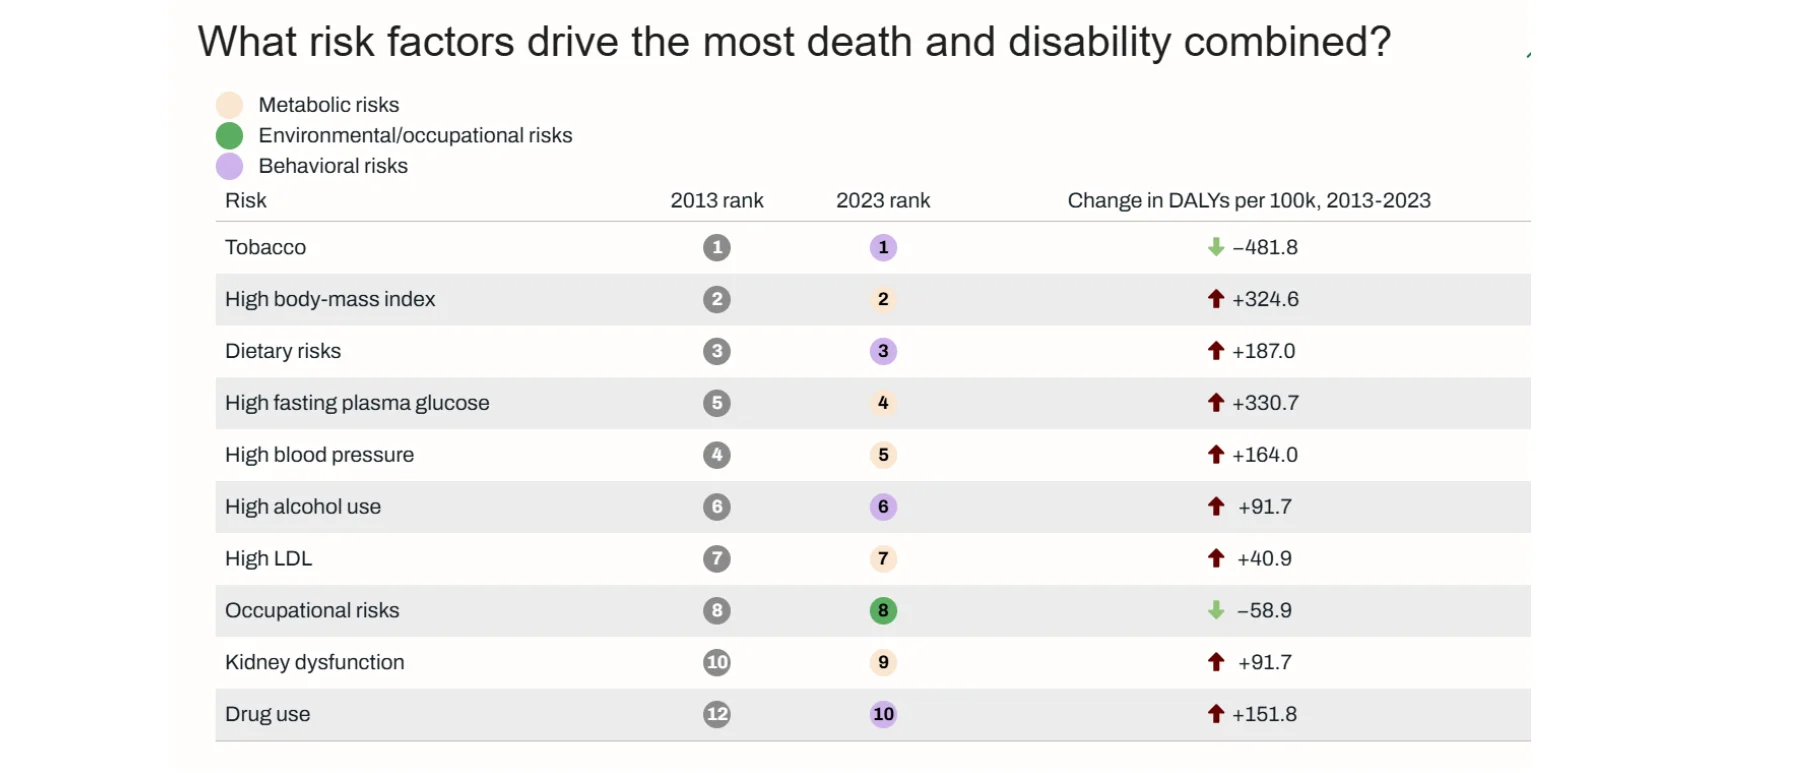 What risk factors drive the most death and disability combined?
Metabolic risks
Environmental/occupational risks
Behavioral risks
Risk 2013 rank 2023 rank Change in DALYs per 100k, 2013-2023
Tobacco 1 1 −481.8
High body-mass index 2 2 +324.6
Dietary risks 3 3 +187.0
High fasting plasma glucose 5 4 +330.7
High blood pressure 4 5 +164.0
High alcohol use 6 6 +91.7
High LDL 7 7 +40.9
Occupational risks 8 8 −58.9
Kidney dysfunction 10 9 +91.7
Drug use 12 10 +151.8